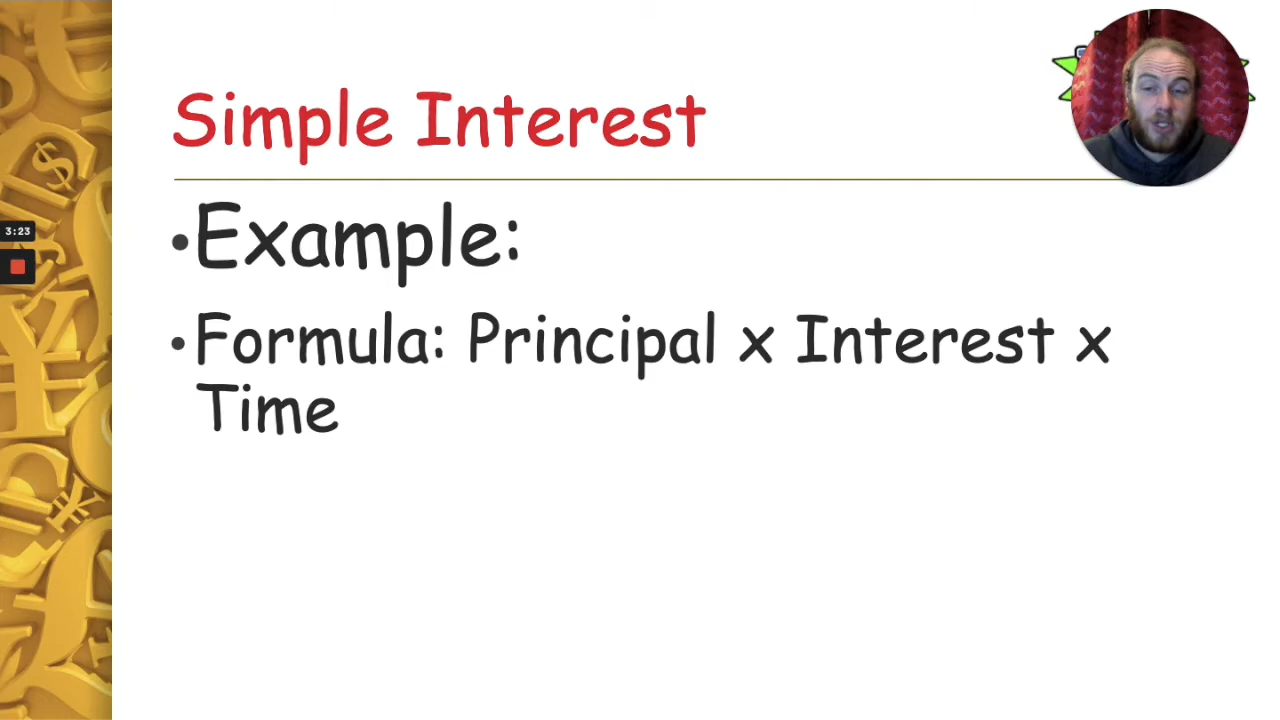 Simple Interest
3:23
•Example:
•Formula: Principal x Interest x
Time